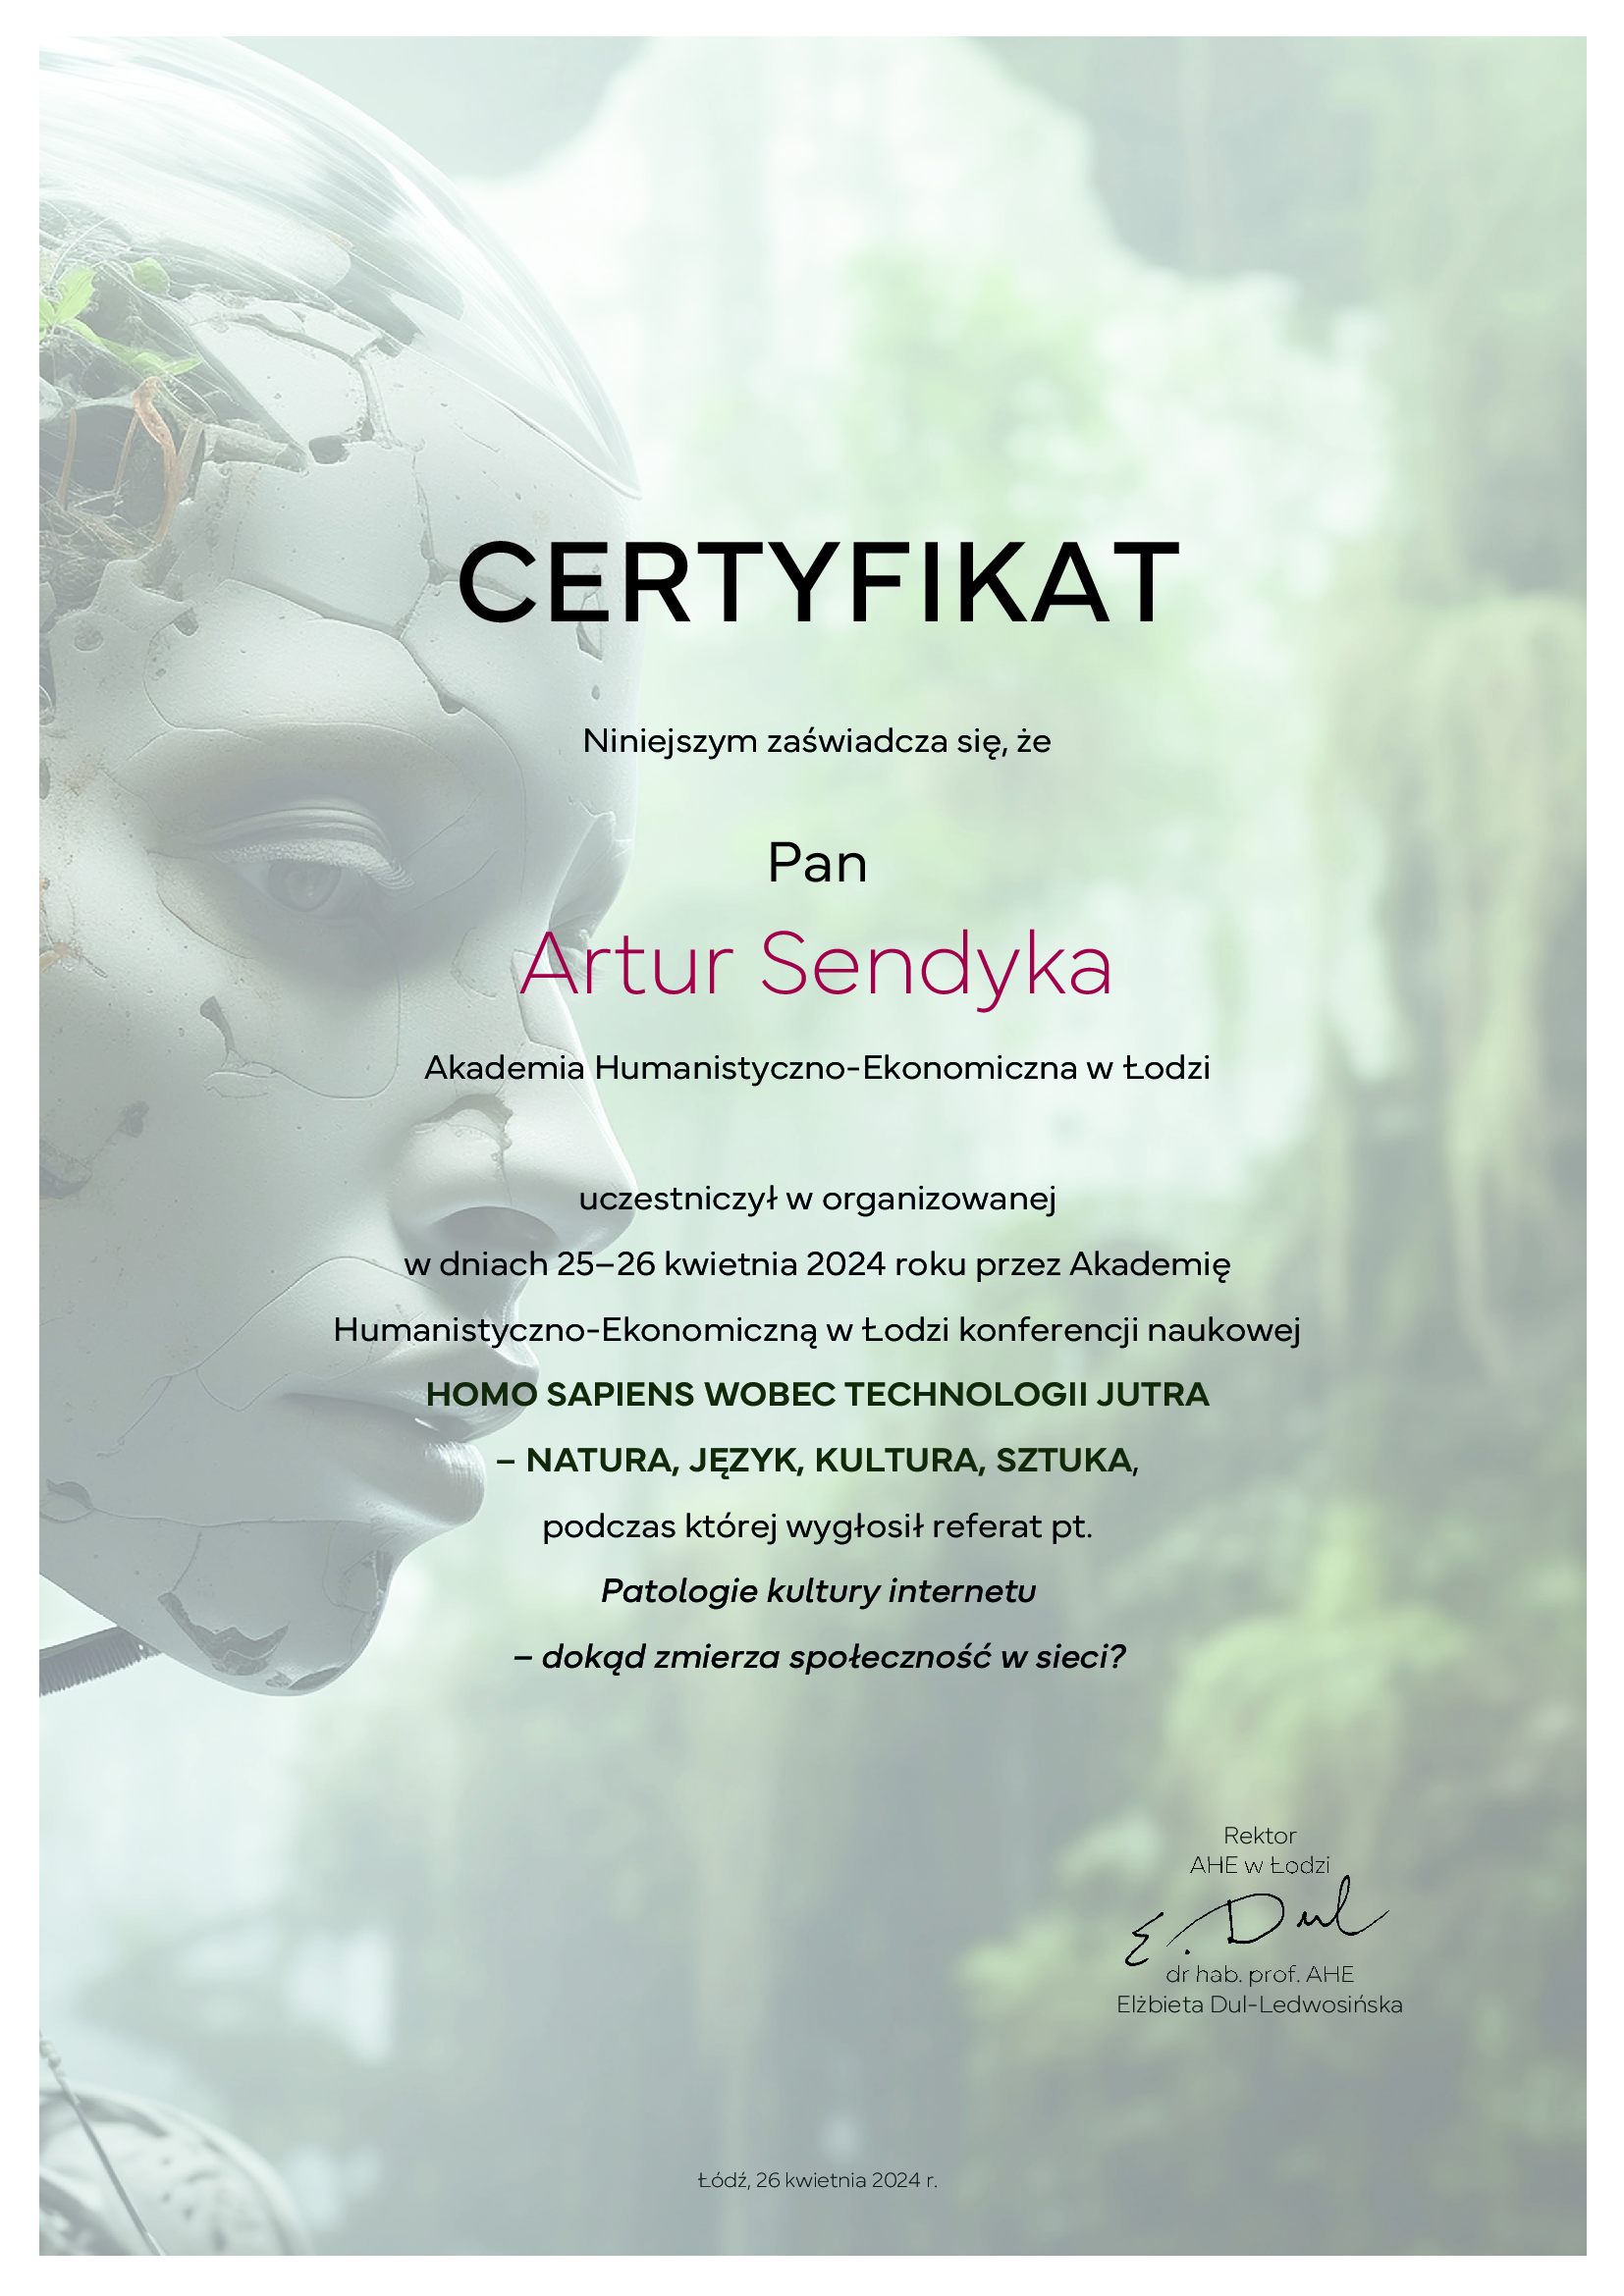 CERTYFIKAT
Niniejszym zaświadcza się, że
Pan
Artur Sendyka
Akademia Humanistyczno-Ekonomiczna w Łodzi
uczestniczył w organizowanej
w dniach 25–26 kwietnia 2024 roku przez Akademię
Humanistyczno-Ekonomiczną w Łodzi konferencji naukowej
HOMO SAPIENS WOBEC TECHNOLOGII JUTRA
– NATURA, JĘZYK, KULTURA, SZTUKA,
podczas której wygłosił referat pt.
Patologie kultury internetu
– dokąd zmierza społeczność w sieci?
Rektor
AHE w Łodzi
E. Dul
dr hab. prof. AHE
Elżbieta Dul-Ledwosińska
Łódź, 26 kwietnia 2024 r.